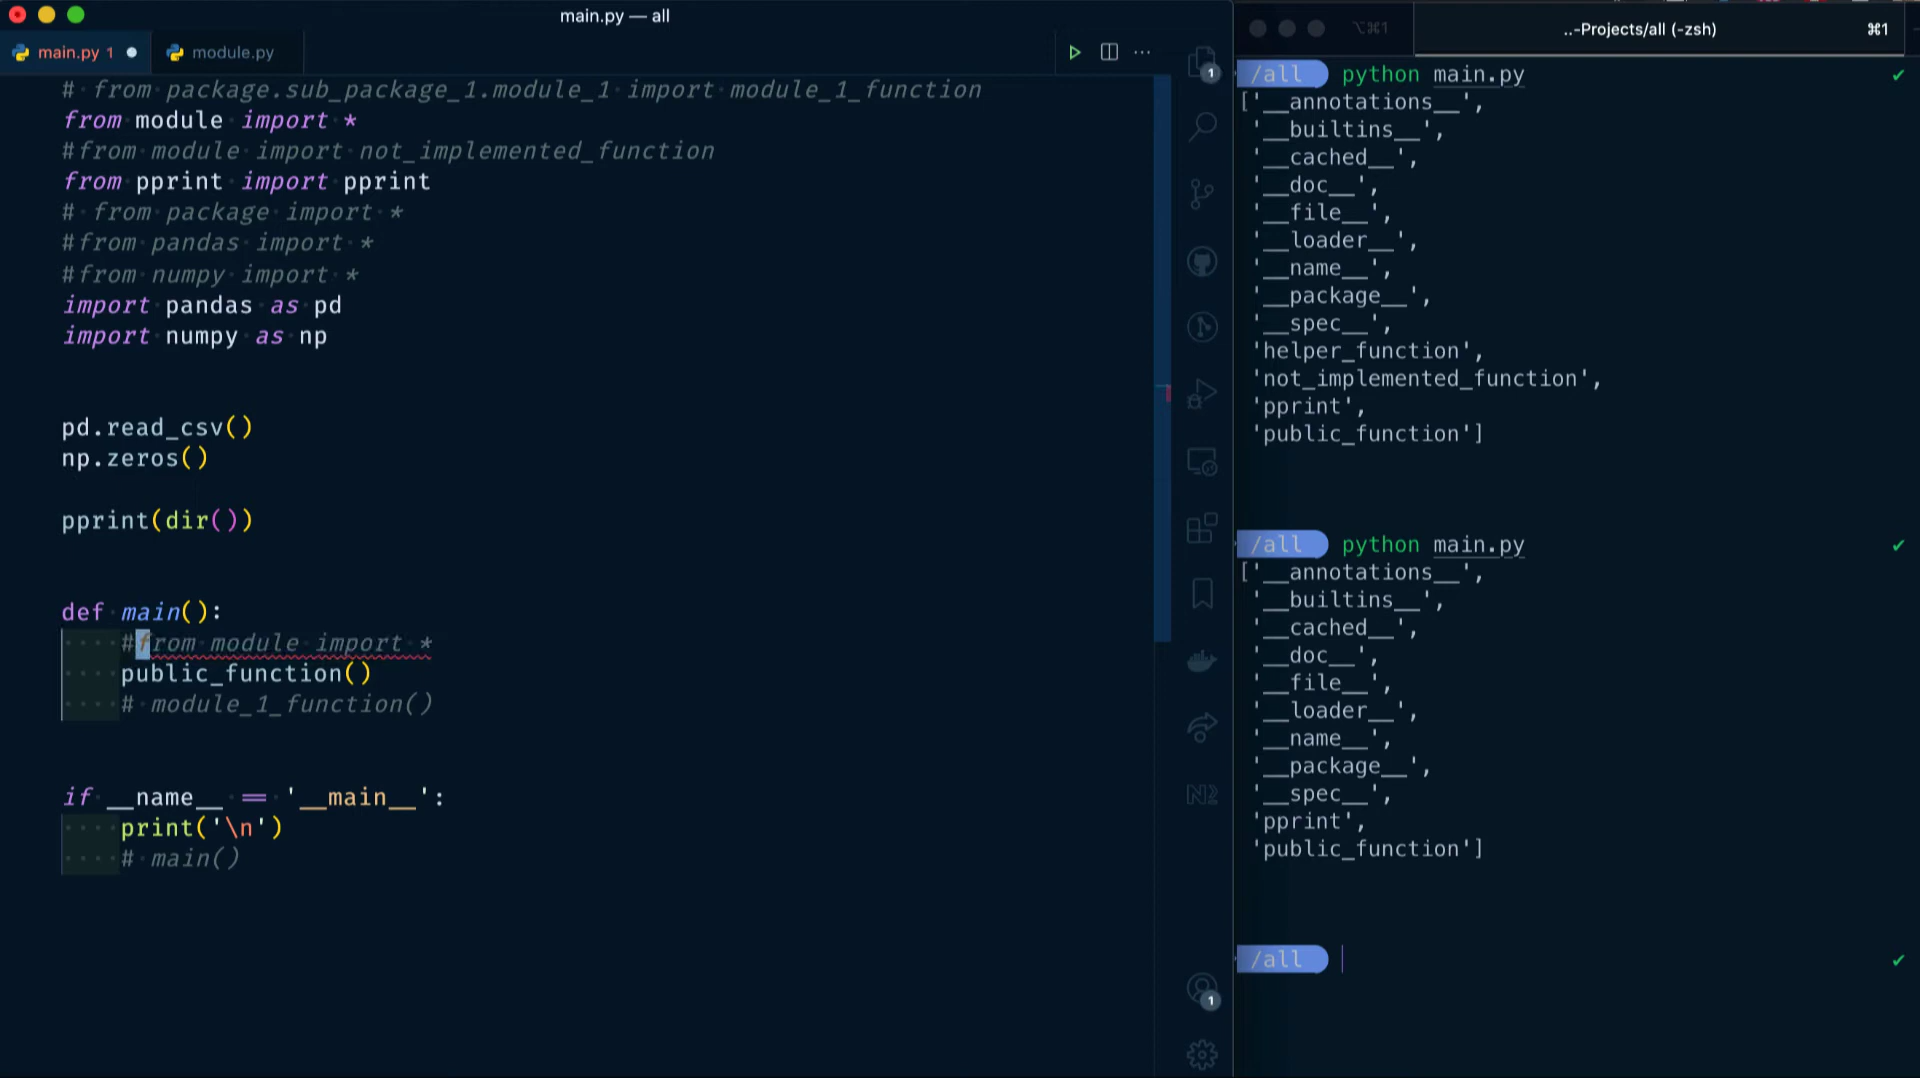 main.py — all
main.py 1
module.py
# from package.sub_package_1.module_1 import module_1_function
from module import *
#from module import not_implemented_function
from pprint import pprint
# from package import *
#from pandas import *
#from numpy import *
import pandas as pd
import numpy as np
pd.read_csv()
np.zeros()
pprint(dir())
def main():
#from module import *
public_function()
# module_1_function()
if __name__ == '__main__':
print('\n')
# main()
1
1
⌥⌘1
..-Projects/all (-zsh)
⌘1
/all python main.py ✔
['__annotations__',
'__builtins__',
'__cached__',
'__doc__',
'__file__',
'__loader__',
'__name__',
'__package__',
'__spec__',
'helper_function',
'not_implemented_function',
'pprint',
'public_function']
/all python main.py ✔
['__annotations__',
'__builtins__',
'__cached__',
'__doc__',
'__file__',
'__loader__',
'__name__',
'__package__',
'__spec__',
'pprint',
'public_function']
/all ✔